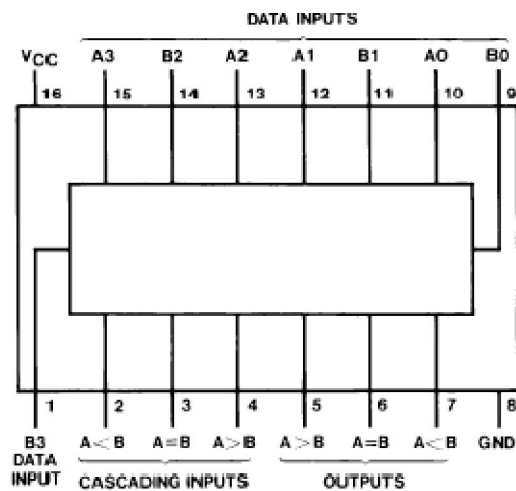 DATA INPUTS
VCC A3 B2 A2 A1 B1 A0 B0
16 15 14 13 12 11 10 9
1 2 3 4 5 6 7 8
B3 A<B A=B A>B A>B A=B A<B GND
DATA
INPUT CASCADING INPUTS OUTPUTS